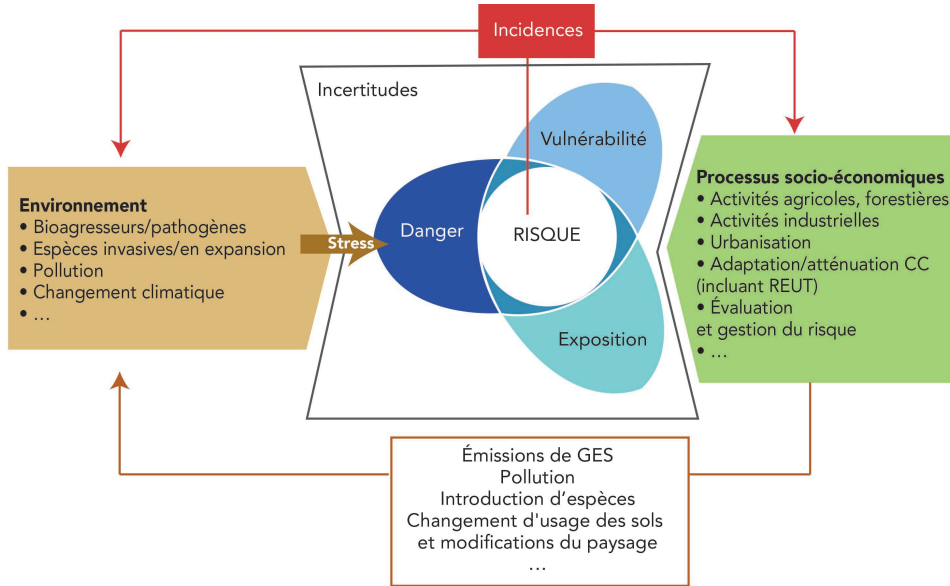 Incidences
Incertitudes
Vulnérabilité
Environnement
• Bioagresseurs/pathogènes
• Espèces invasives/en expansion
• Pollution
• Changement climatique
• ...
Stress
Danger
RISQUE
Exposition
Processus socio-économiques
• Activités agricoles, forestières
• Activités industrielles
• Urbanisation
• Adaptation/atténuation CC
(incluant REUT)
• Évaluation
et gestion du risque
• ...
Émissions de GES
Pollution
Introduction d’espèces
Changement d'usage des sols
et modifications du paysage
...